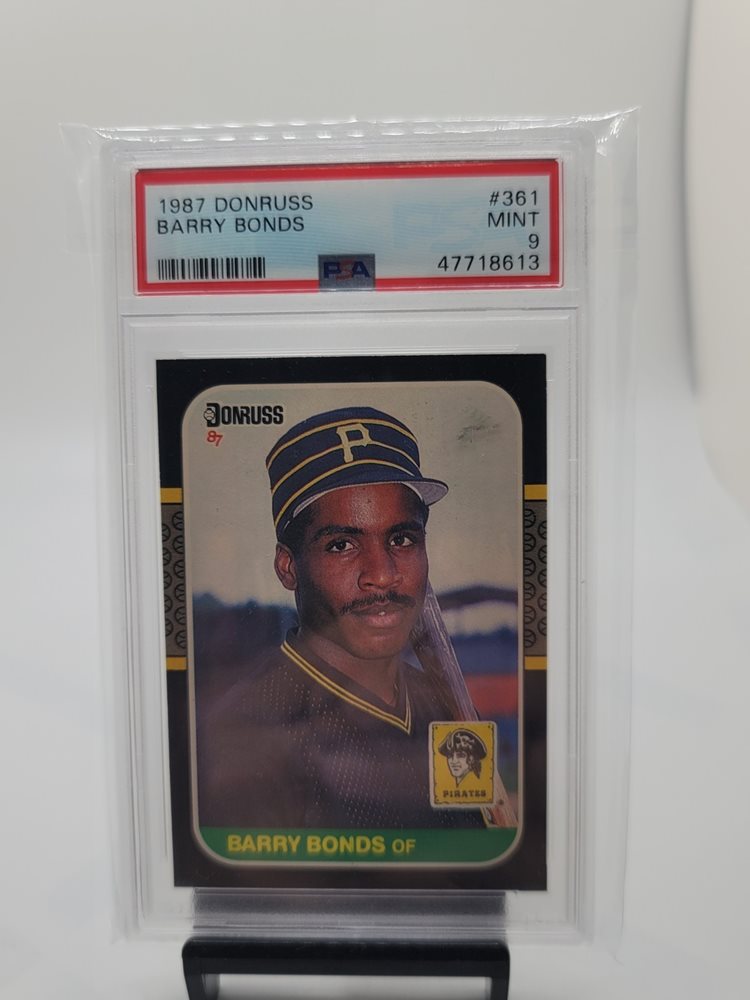 1987 DONRUSS #361
BARRY BONDS MINT
9
PSA 47718613
DONRUSS
87
P
PIRATES
BARRY BONDS OF